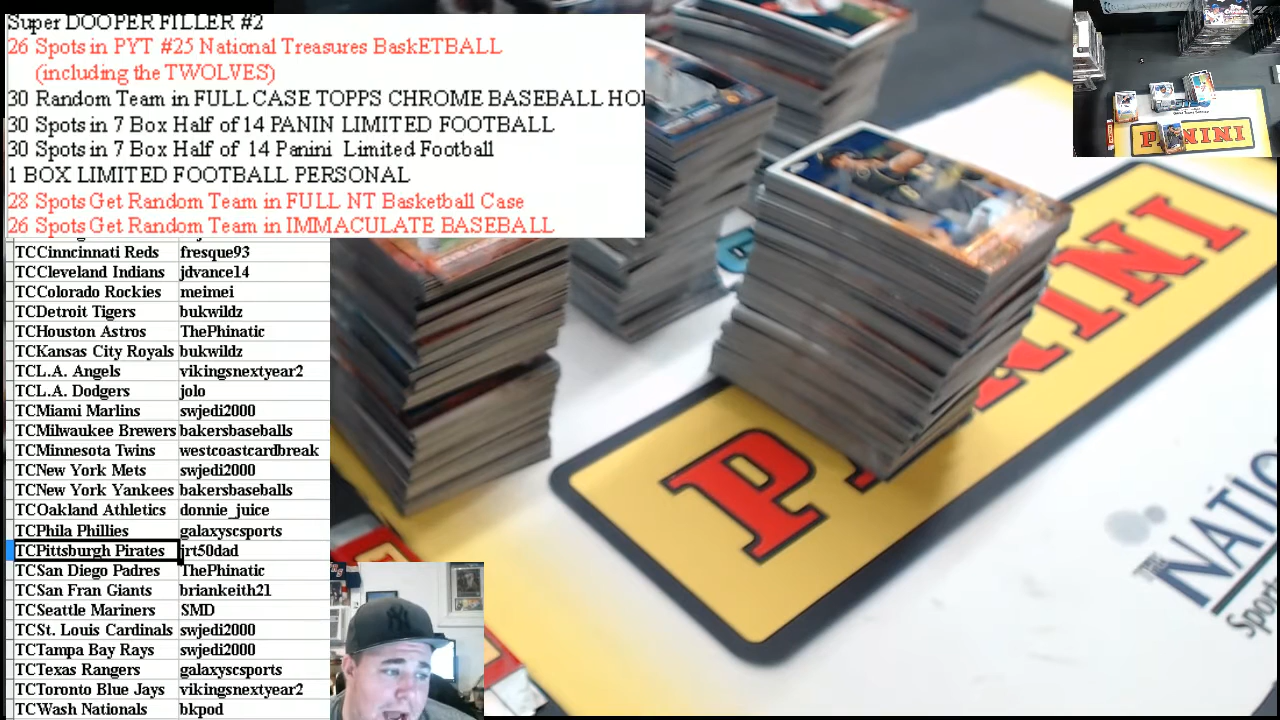 Super DOOPER FILLER #2
26 Spots in PYT #25 National Treasures BaskETBALL
(including the TWOLVES)
30 Random Team in FULL CASE TOPPS CHROME BASEBALL HO
30 Spots in 7 Box Half of 14 PANIN LIMITED FOOTBALL
30 Spots in 7 Box Half of 14 Panini Limited Football
1 BOX LIMITED FOOTBALL PERSONAL
28 Spots Get Random Team in FULL NT Basketball Case
26 Spots Get Random Team in IMMACULATE BASEBALL
TCCinncinnati Reds fresque93
TCCleveland Indians jdvance14
TCColorado Rockies meimei
TCDetroit Tigers bukwildz
TCHouston Astros ThePhinatic
TCKansas City Royals bukwildz
TCL.A. Angels vikingsnextyear2
TCL.A. Dodgers jolo
TCMiami Marlins swjedi2000
TCMilwaukee Brewers bakersbaseballs
TCMinnesota Twins westcoastcardbreak
TCNew York Mets swjedi2000
TCNew York Yankees bakersbaseballs
TCOakland Athletics donnie_juice
TCPhila Phillies galaxyscsports
TCPittsburgh Pirates jrt50dad
TCSan Diego Padres ThePhinatic
TCSan Fran Giants briankeith21
TCSeattle Mariners SMD
TCSt. Louis Cardinals swjedi2000
TCTampa Bay Rays swjedi2000
TCTexas Rangers galaxyscsports
TCToronto Blue Jays vikingsnextyear2
TCWash Nationals bkpod
PANINI
PANINI
THE NATION
Sports